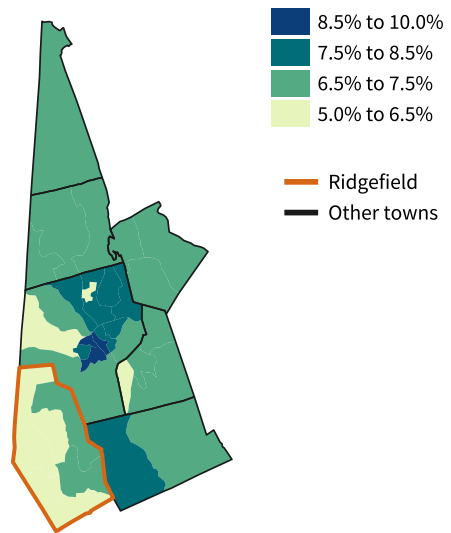 8.5% to 10.0%
7.5% to 8.5%
6.5% to 7.5%
5.0% to 6.5%
Ridgefield
Other towns